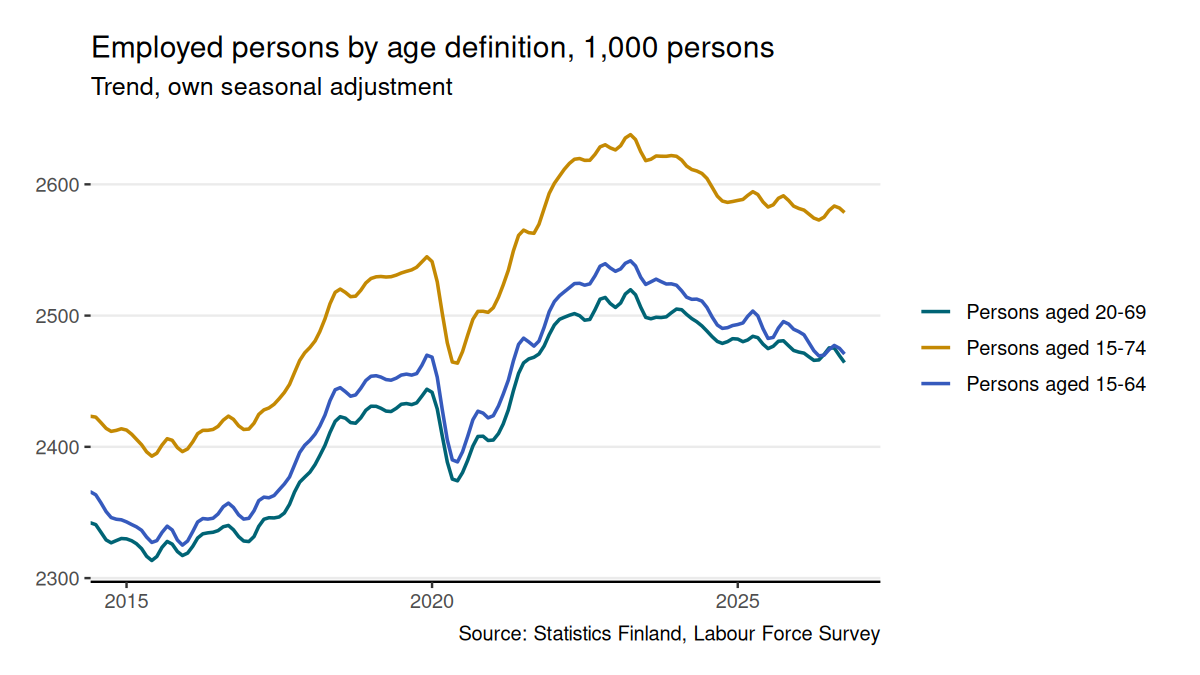 Employed persons by age definition, 1,000 persons
Trend, own seasonal adjustment
2600
2500
2400
2300
2015 2020 2025
Persons aged 20-69
Persons aged 15-74
Persons aged 15-64
Source: Statistics Finland, Labour Force Survey